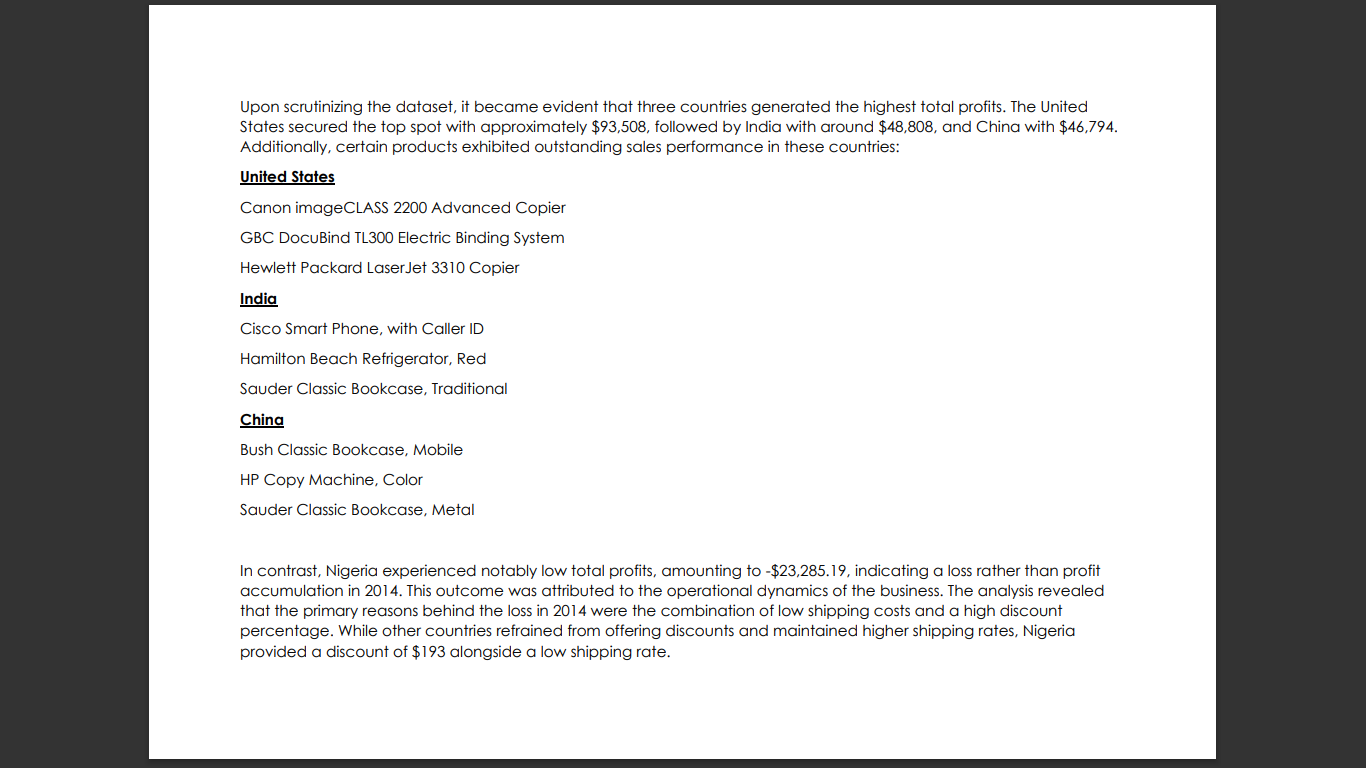 Upon scrutinizing the dataset, it became evident that three countries generated the highest total profits. The United
States secured the top spot with approximately $93,508, followed by India with around $48,808, and China with $46,794.
Additionally, certain products exhibited outstanding sales performance in these countries:
United States
Canon imageCLASS 2200 Advanced Copier
GBC DocuBind TL300 Electric Binding System
Hewlett Packard LaserJet 3310 Copier
India
Cisco Smart Phone, with Caller ID
Hamilton Beach Refrigerator, Red
Sauder Classic Bookcase, Traditional
China
Bush Classic Bookcase, Mobile
HP Copy Machine, Color
Sauder Classic Bookcase, Metal
In contrast, Nigeria experienced notably low total profits, amounting to -$23,285.19, indicating a loss rather than profit
accumulation in 2014. This outcome was attributed to the operational dynamics of the business. The analysis revealed
that the primary reasons behind the loss in 2014 were the combination of low shipping costs and a high discount
percentage. While other countries refrained from offering discounts and maintained higher shipping rates, Nigeria
provided a discount of $193 alongside a low shipping rate.